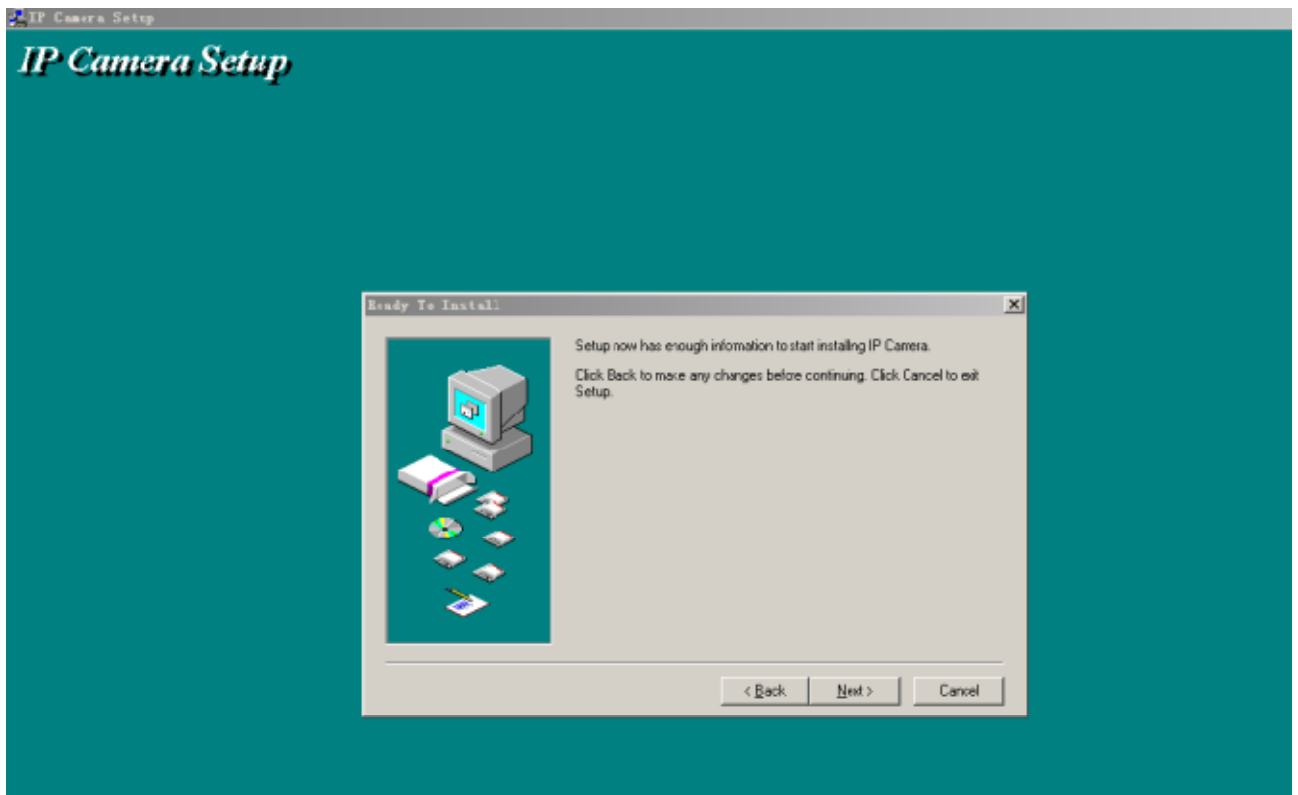 IP Camera Setup
IP Camera Setup
Ready To Install
Setup now has enough information to start installing IP Camera.
Click Back to make any changes before continuing. Click Cancel to exit
Setup.
< Back
Next >
Cancel